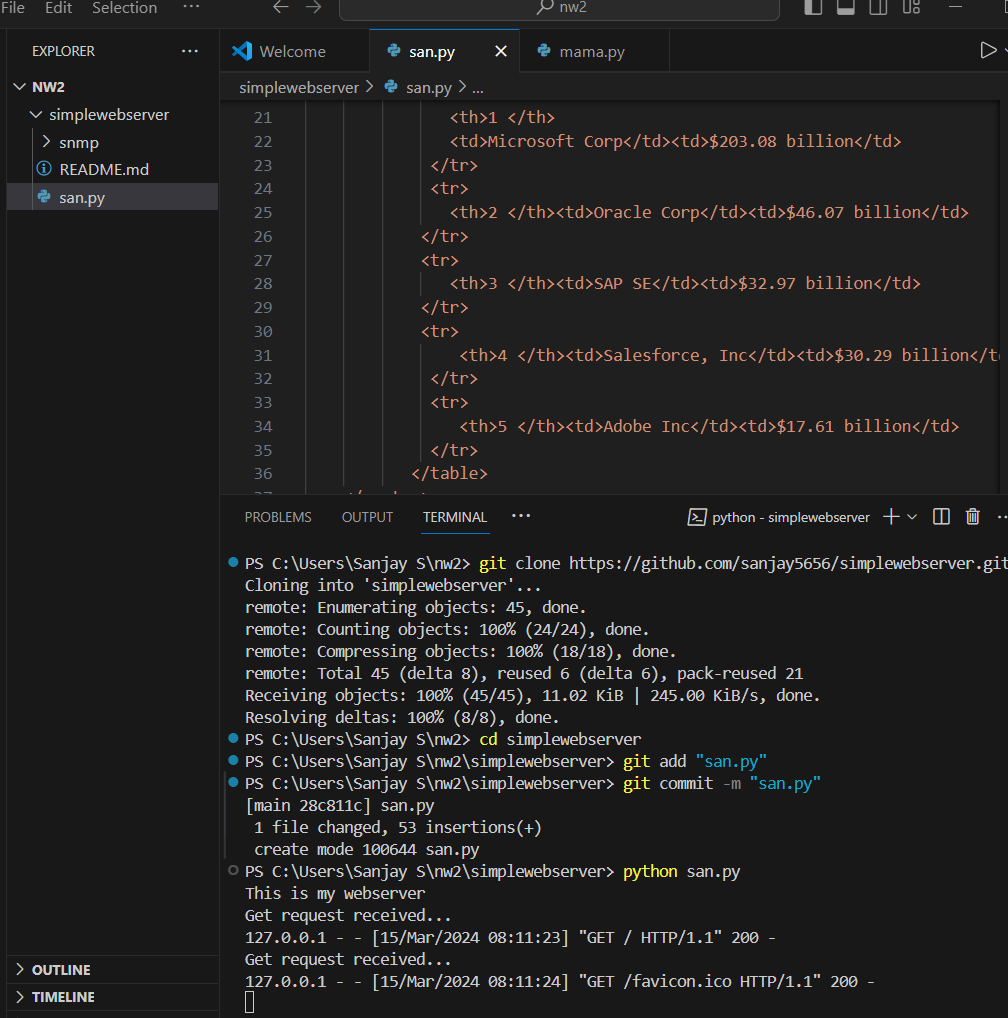 File Edit Selection ··· nw2
EXPLORER ···
NW2
simplewebserver
snmp
README.md
san.py
OUTLINE
TIMELINE
Welcome san.py mama.py
simplewebserver > san.py > ...
21 <th>1 </th>
22 <td>Microsoft Corp</td><td>$203.08 billion</td>
23 </tr>
24 <tr>
25 <th>2 </th><td>Oracle Corp</td><td>$46.07 billion</td>
26 </tr>
27 <tr>
28 <th>3 </th><td>SAP SE</td><td>$32.97 billion</td>
29 </tr>
30 <tr>
31 <th>4 </th><td>Salesforce, Inc</td><td>$30.29 billion</t
32 </tr>
33 <tr>
34 <th>5 </th><td>Adobe Inc</td><td>$17.61 billion</td>
35 </tr>
36 </table>
PROBLEMS OUTPUT TERMINAL ··· python - simplewebserver
PS C:\Users\Sanjay S\nw2> git clone https://github.com/sanjay5656/simplewebserver.git
Cloning into 'simplewebserver'...
remote: Enumerating objects: 45, done.
remote: Counting objects: 100% (24/24), done.
remote: Compressing objects: 100% (18/18), done.
remote: Total 45 (delta 8), reused 6 (delta 6), pack-reused 21
Receiving objects: 100% (45/45), 11.02 KiB | 245.00 KiB/s, done.
Resolving deltas: 100% (8/8), done.
PS C:\Users\Sanjay S\nw2> cd simplewebserver
PS C:\Users\Sanjay S\nw2\simplewebserver> git add "san.py"
PS C:\Users\Sanjay S\nw2\simplewebserver> git commit -m "san.py"
[main 28c811c] san.py
1 file changed, 53 insertions(+)
create mode 100644 san.py
PS C:\Users\Sanjay S\nw2\simplewebserver> python san.py
This is my webserver
Get request received...
127.0.0.1 - - [15/Mar/2024 08:11:23] "GET / HTTP/1.1" 200 -
Get request received...
127.0.0.1 - - [15/Mar/2024 08:11:24] "GET /favicon.ico HTTP/1.1" 200 -